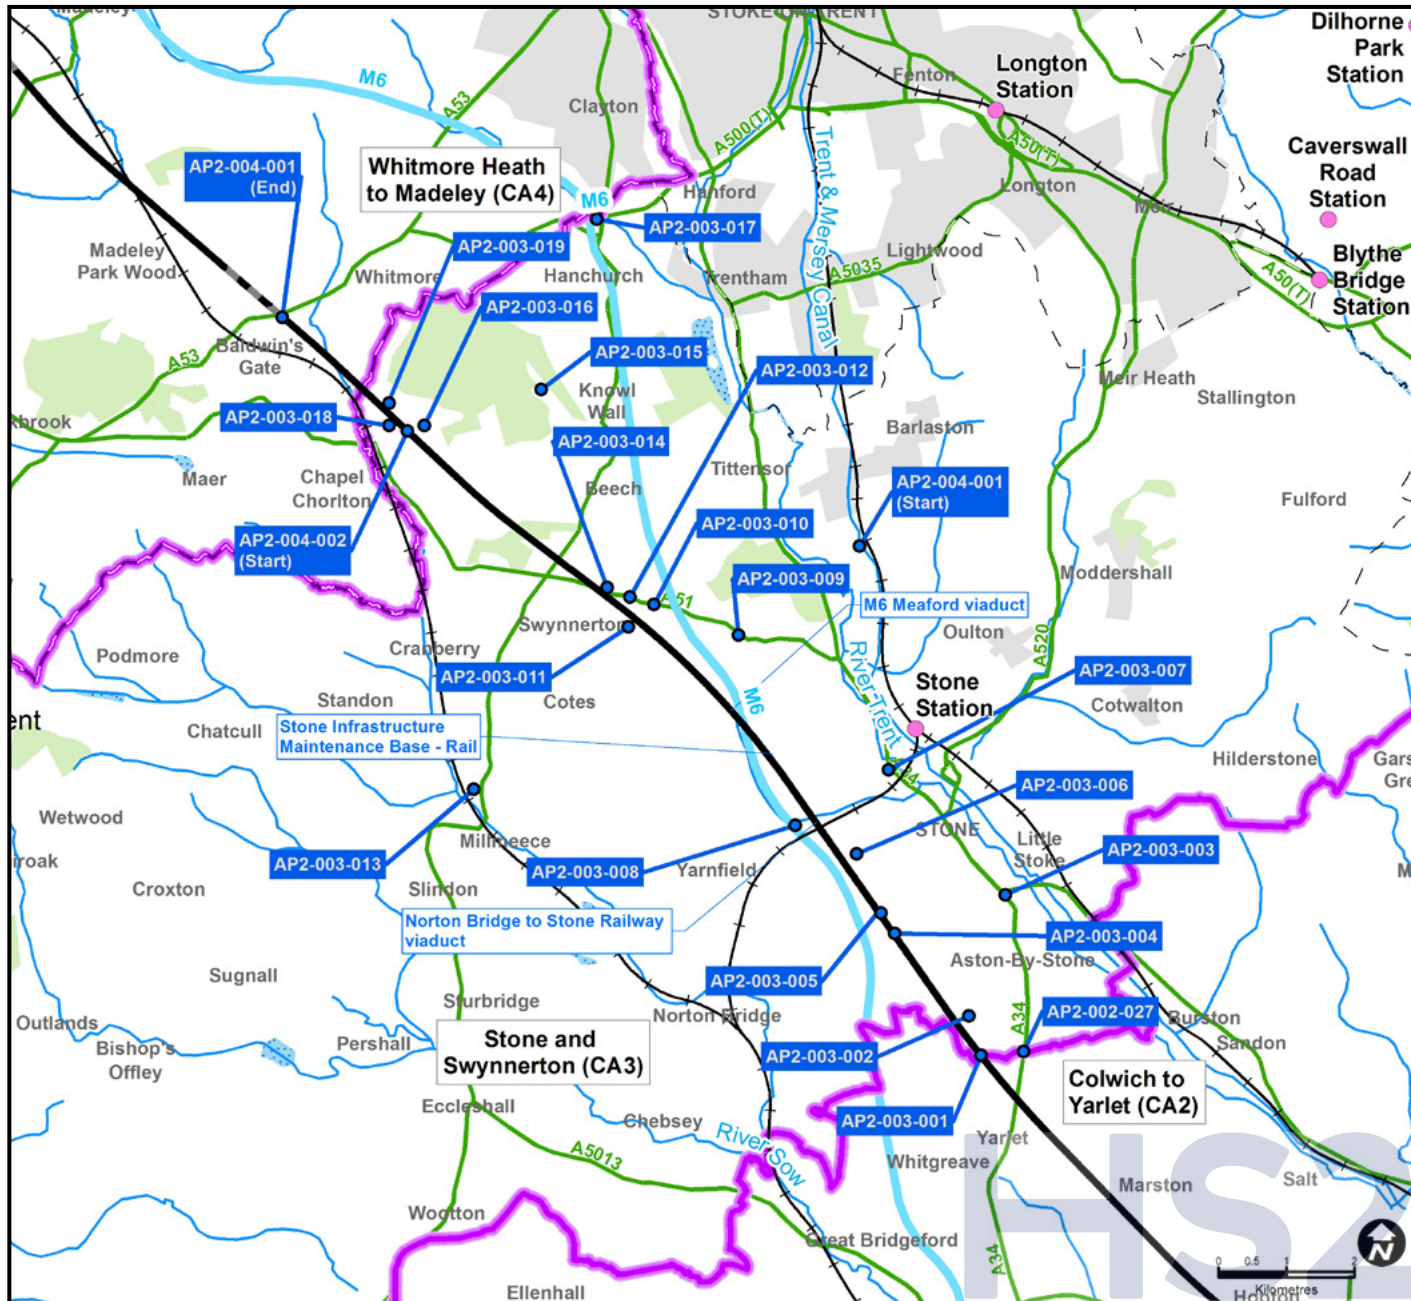 Madeley
STOKE ON TRENT
Dilhorne
Park
Station
Longton
Station
Fenton
M6
A53
Clayton
A500(T)
A50(T)
Caverswall
Road
Station
AP2-004-001
(End)
Whitmore Heath
to Madeley (CA4)
Trent & Mersey Canal
Hanford
Longton
Meir
M6
AP2-003-017
Madeley
Park Wood
AP2-003-019
Whitmore
Hanchurch
Trentham
A5035
Lightwood
A50(T)
Blythe
Bridge
Station
AP2-003-016
Baldwin's
Gate
A53
AP2-003-015
AP2-003-012
Knowl
Wall
Meir Heath
Stallington
AP2-003-018
Barlaston
AP2-003-014
Maer
Chapel
Chorlton
Tittensor
Beech
AP2-004-001
(Start)
Fulford
AP2-003-010
AP2-004-002
(Start)
Moddershall
AP2-003-009
A51
M6 Meaford viaduct
Swynnerton
Oulton
A520
Podmore
Cranberry
AP2-003-011
River Trent
AP2-003-007
Stone
Station
Standon
Cotes
M6
Cotwalton
ent
Chatcull
Stone Infrastructure
Maintenance Base - Rail
Hilderstone
A34
AP2-003-006
Wetwood
Millmeece
STONE
Little
Stoke
AP2-003-003
AP2-003-013
AP2-003-008
Yarnfield
Croxton
Slindon
Norton Bridge to Stone Railway
viaduct
AP2-003-004
Aston-By-Stone
Sugnall
AP2-003-005
Sturbridge
Norton Bridge
A34
AP2-002-027
Burston
Outlands
Bishop's
Offley
Pershall
Stone and
Swynnerton (CA3)
AP2-003-002
Sandon
Colwich to
Yarlet (CA2)
Eccleshall
Chebsey
AP2-003-001
River Sow
A5013
Yarlet
Whitgreave
Marston
Salt
Wootton
Great Bridgeford
A34
HS2
N
0 0.5 1 2
Kilometres
Hopton
Ellenhall